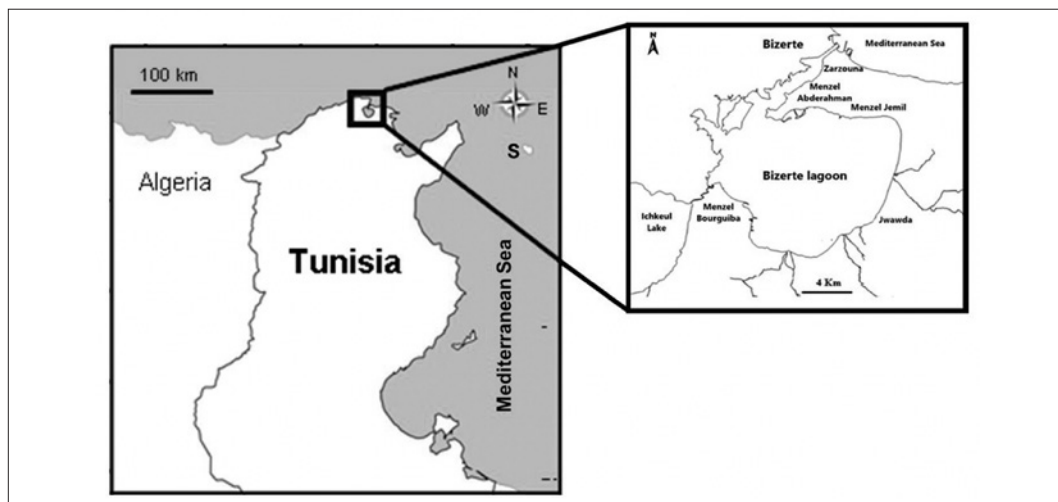 100 km
N
W
E
S
Algeria
Tunisia
Mediterranean Sea
N
Bizerte
Mediterranean Sea
Zarzouna
Menzel
Abderahman
Menzel Jemil
Bizerte lagoon
Ichkeul
Lake
Menzel
Bourguiba
Jwawda
4 Km